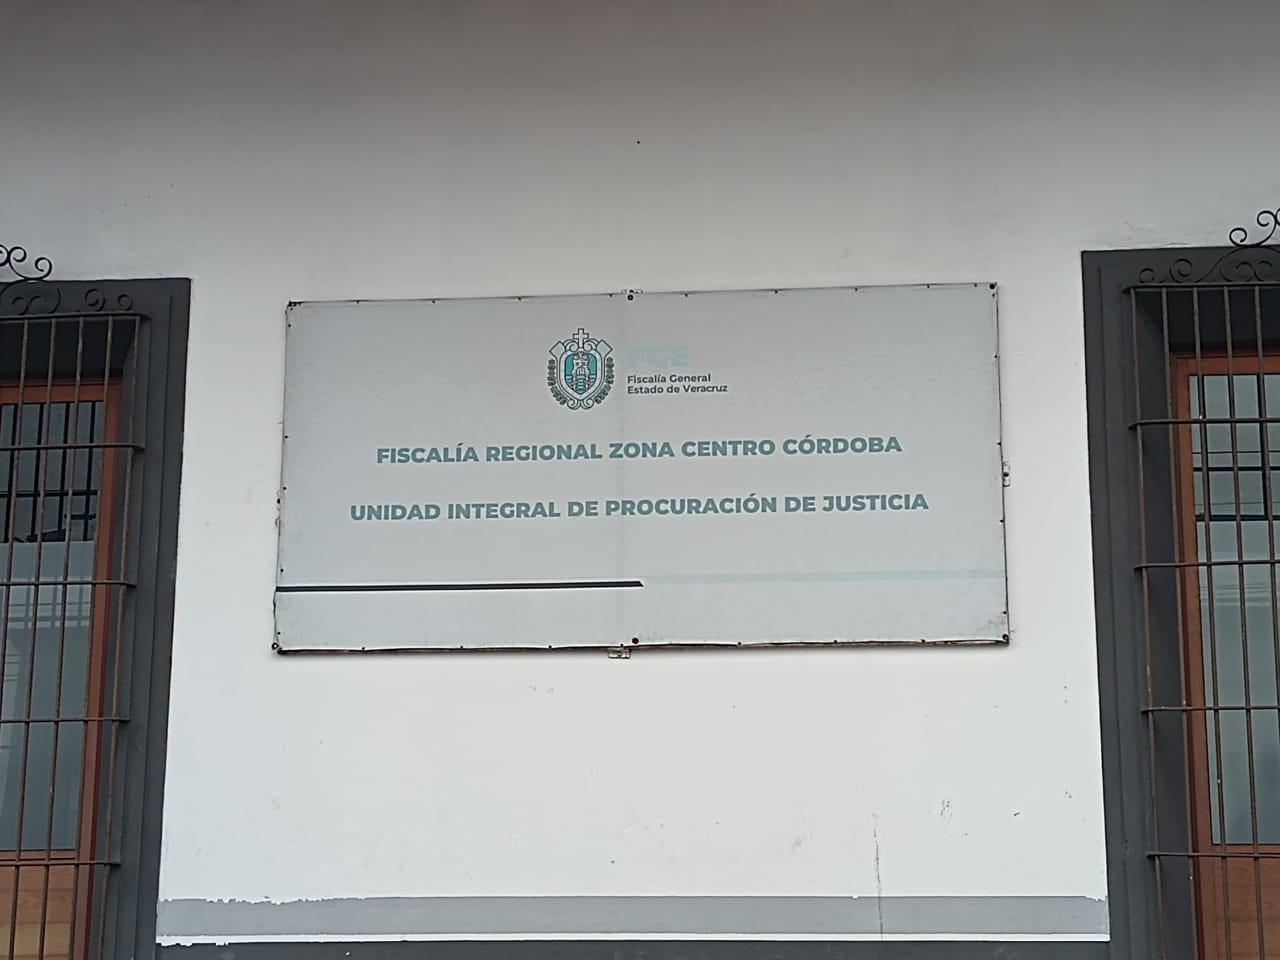 FGE
Fiscalía General
Estado de Veracruz
FISCALÍA REGIONAL ZONA CENTRO CÓRDOBA
UNIDAD INTEGRAL DE PROCURACIÓN DE JUSTICIA